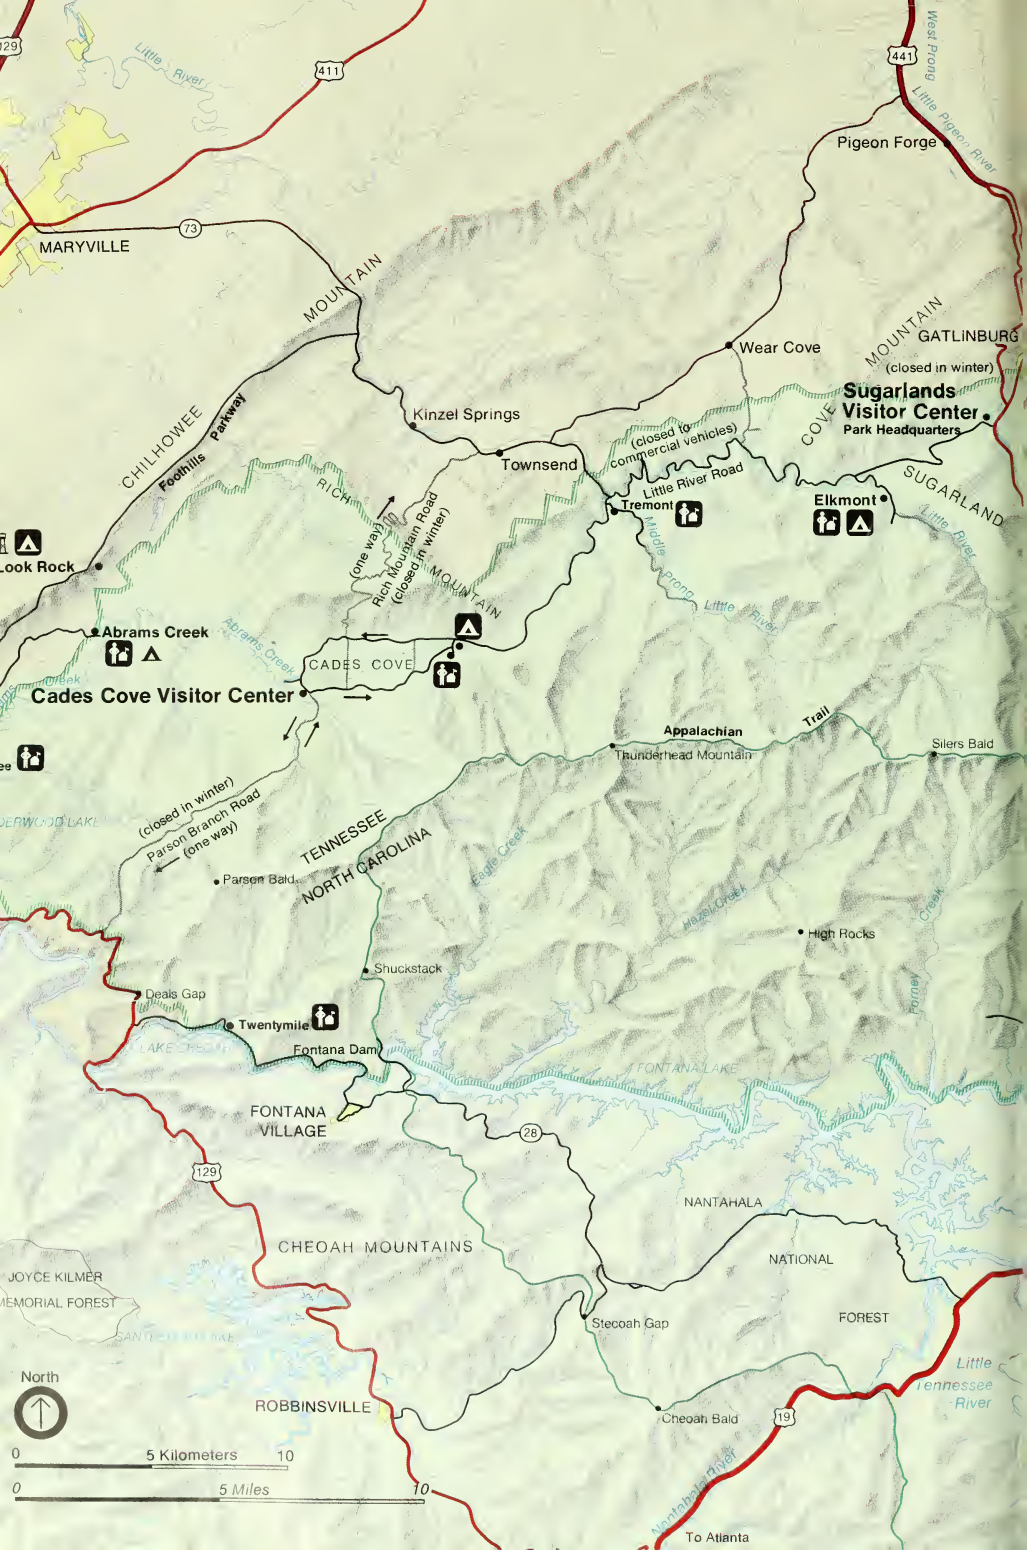 129
Little River
411
441
West Prong
Little Pigeon River
Pigeon Forge
MARYVILLE
73
CHILHOWEE MOUNTAIN
Foothills Parkway
COVE MOUNTAIN
GATLINBURG
(closed in winter)
Wear Cove
Sugarlands
Visitor Center
Park Headquarters
Kinzel Springs
Townsend
(closed to
commercial vehicles)
Little River Road
Tremont
Elkmont
SUGARLAND
Little River
Middle Prong Little River
RICH MOUNTAIN
(one way)
Rich Mountain Road
(closed in winter)
Look Rock
Abrams Creek
Abrams Creek
Creek
CADES COVE
Cades Cove Visitor Center
Appalachian Trail
Thunderhead Mountain
Silers Bald
(closed in winter)
Parson Branch Road
(one way)
TENNESSEE
NORTH CAROLINA
Parson Bald
Eagle Creek
Hazel Creek
Forney Creek
High Rocks
Shuckstack
Deals Gap
Twentymile
LAKE CHEOAH
Fontana Dam
FONTANA LAKE
FONTANA
VILLAGE
28
129
NANTAHALA
NATIONAL
FOREST
CHEOAH MOUNTAINS
JOYCE KILMER
MEMORIAL FOREST
SANTEETLAH LAKE
Stecoah Gap
North
ROBBINSVILLE
Cheoah Bald
19
Little
Tennessee
River
Nantahala River
0 5 Kilometers 10
0 5 Miles 10
To Atlanta